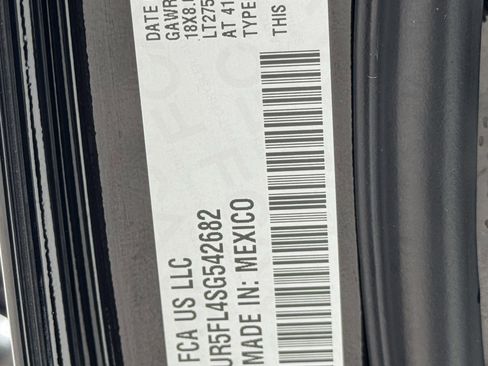 DATE
GAWR
18X8.
LT275
AT 41
TYPE
THIS
FCA US LLC
UR5FL4SG542682
MADE IN: MEXICO